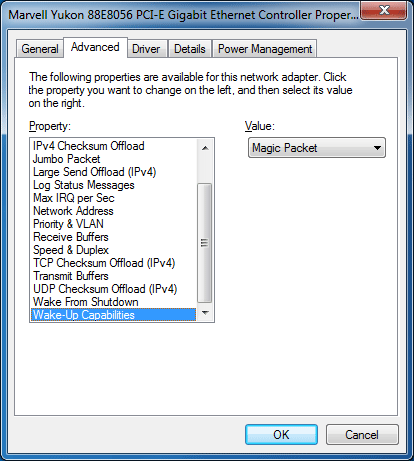 Marvell Yukon 88E8056 PCI-E Gigabit Ethernet Controller Proper...
General Advanced Driver Details Power Management
The following properties are available for this network adapter. Click
the property you want to change on the left, and then select its value
on the right.
Property: Value:
IPv4 Checksum Offload Magic Packet
Jumbo Packet
Large Send Offload (IPv4)
Log Status Messages
Max IRQ per Sec
Network Address
Priority & VLAN
Receive Buffers
Speed & Duplex
TCP Checksum Offload (IPv4)
Transmit Buffers
UDP Checksum Offload (IPv4)
Wake From Shutdown
Wake-Up Capabilities
OK Cancel